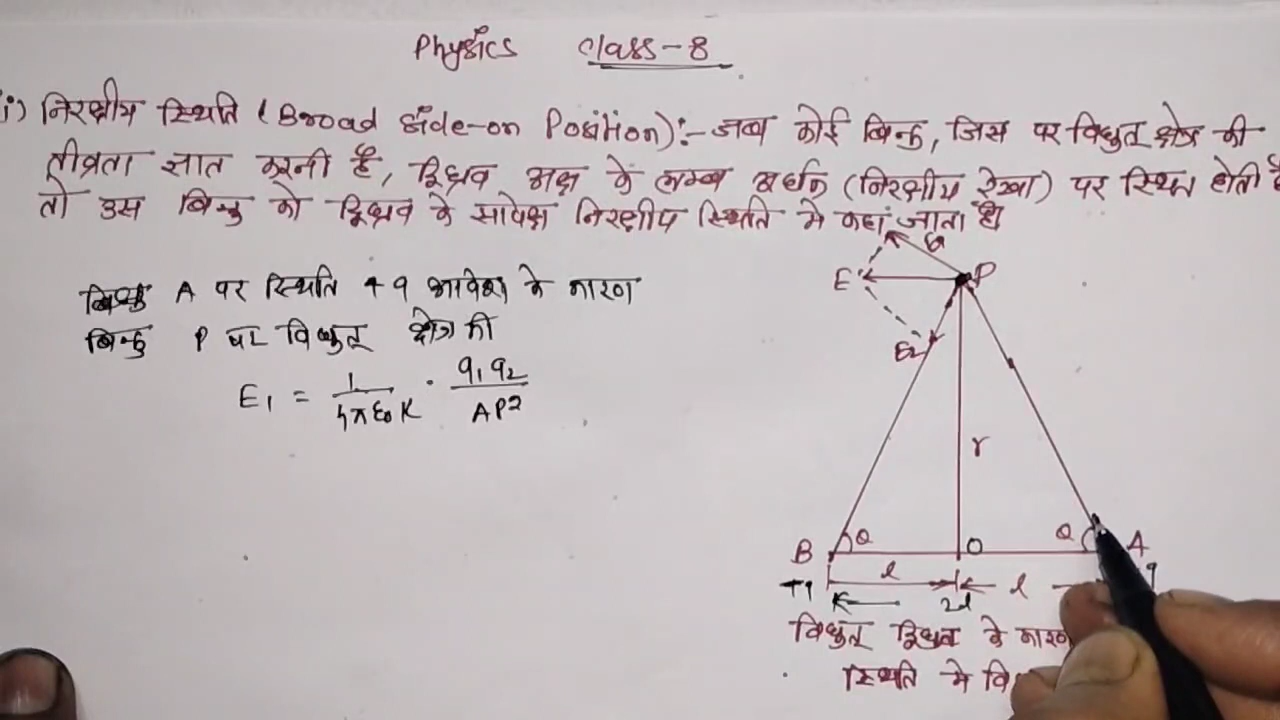 Physics Class-8
i) निरक्षीय स्थिति (Broad Side-on Position):- जब कोई बिन्दु, जिस पर विधुत क्षेत्र की
तीव्रता ज्ञात करनी है, द्विध्रुव अक्ष के लम्ब अर्धक (निरक्षीय रेखा) पर स्थित होती है
तो उस बिन्दु को द्विध्रुव के सापेक्ष निरक्षीय स्थिति मे कहां जाता है
A पर स्थिति +q आवेश के कारण
बिन्दु P पर विधुत् क्षेत्र की
E₁ = 1/4πε₀K · q₁q₂/AP²
P
E
E₂
r
B θ O θ A
+q l 2l l q
विधुत् द्विध्रुव के कारण
स्थिति मे वि